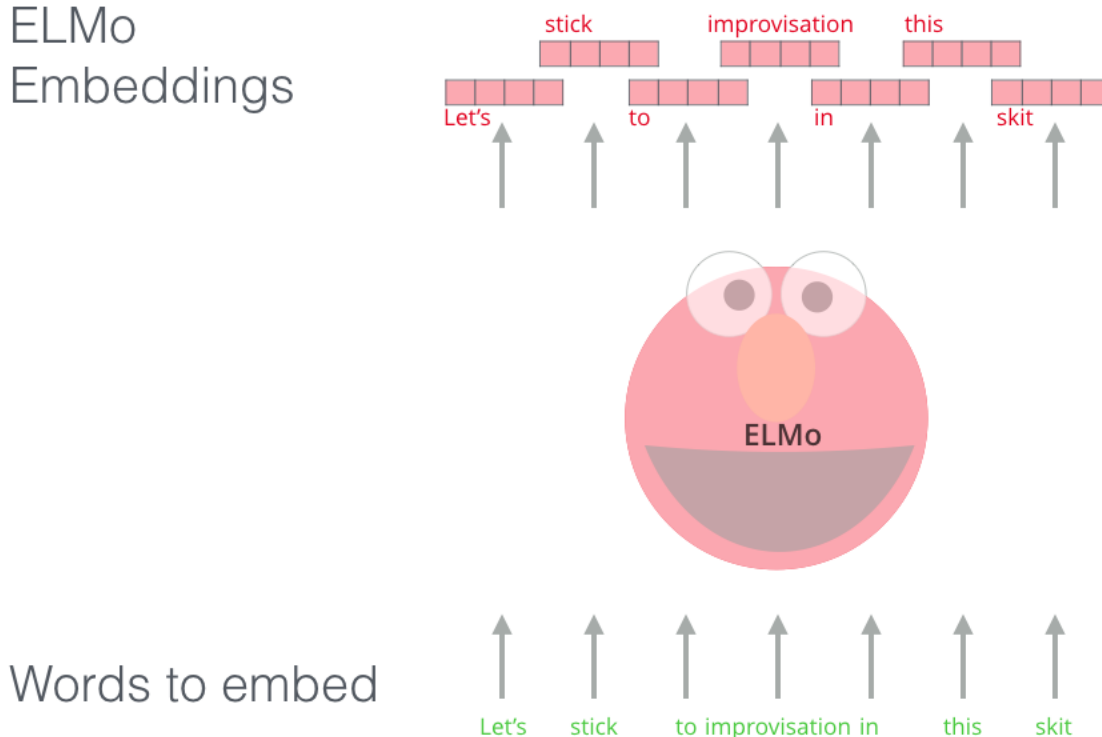 ELMo
Embeddings
stick improvisation this
Let's to in skit
ELMo
Words to embed
Let's stick to improvisation in this skit